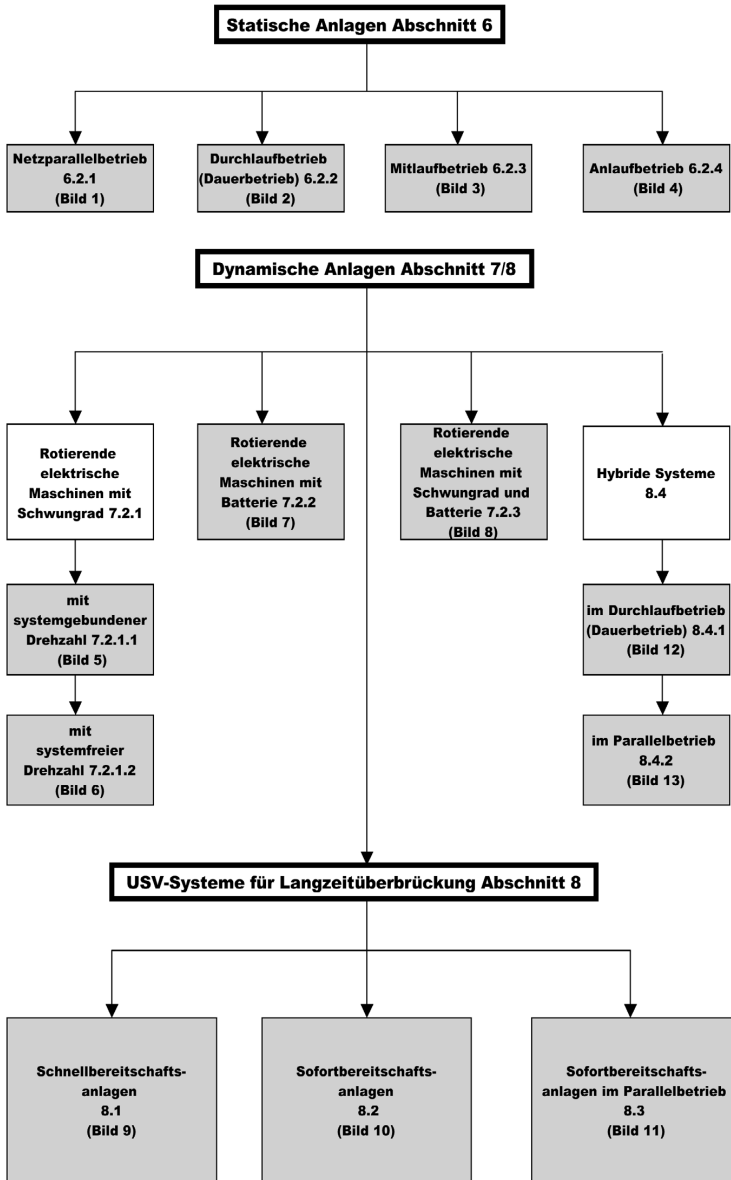 Statische Anlagen Abschnitt 6
Netzparallelbetrieb
6.2.1
(Bild 1)
Durchlaufbetrieb
(Dauerbetrieb) 6.2.2
(Bild 2)
Mitlaufbetrieb 6.2.3
(Bild 3)
Anlaufbetrieb 6.2.4
(Bild 4)
Dynamische Anlagen Abschnitt 7/8
Rotierende
elektrische
Maschinen mit
Schwungrad 7.2.1
Rotierende
elektrische
Maschinen mit
Batterie 7.2.2
(Bild 7)
Rotierende
elektrische
Maschinen mit
Schwungrad und
Batterie 7.2.3
(Bild 8)
Hybride Systeme
8.4
mit
systemgebundener
Drehzahl 7.2.1.1
(Bild 5)
im Durchlaufbetrieb
(Dauerbetrieb) 8.4.1
(Bild 12)
mit
systemfreier
Drehzahl 7.2.1.2
(Bild 6)
im Parallelbetrieb
8.4.2
(Bild 13)
USV-Systeme für Langzeitüberbrückung Abschnitt 8
Schnellbereitschafts-
anlagen
8.1
(Bild 9)
Sofortbereitschafts-
anlagen
8.2
(Bild 10)
Sofortbereitschafts-
anlagen im Parallelbetrieb
8.3
(Bild 11)